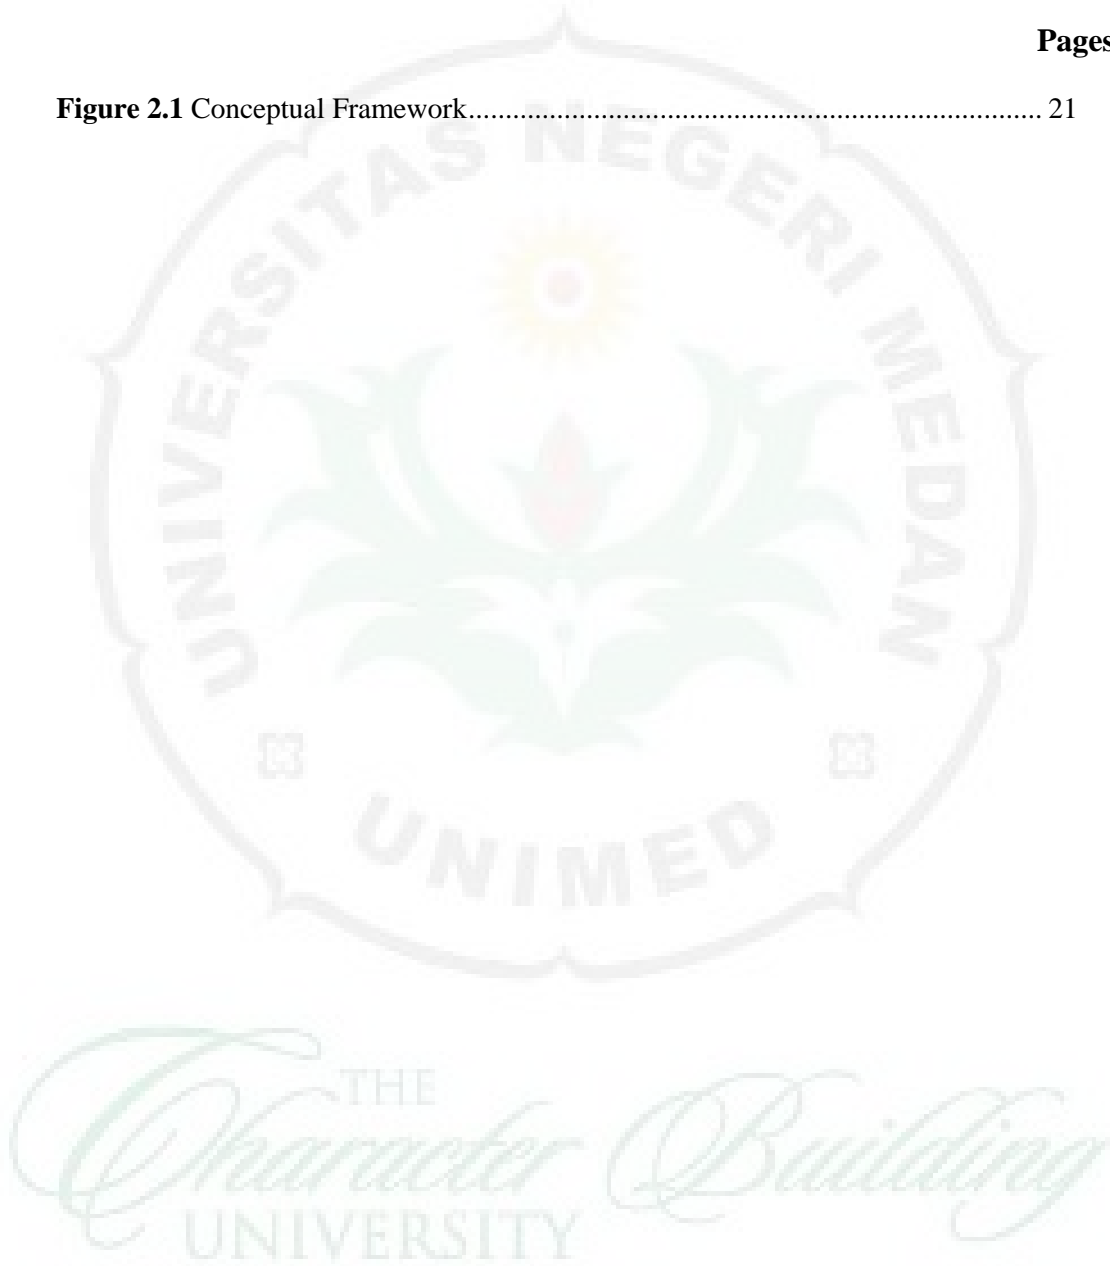 Pages
Figure 2.1 Conceptual Framework............................................................................. 21
UNIVERSITAS NEGERI MEDAN
UNIMED
THE
Character Building
UNIVERSITY